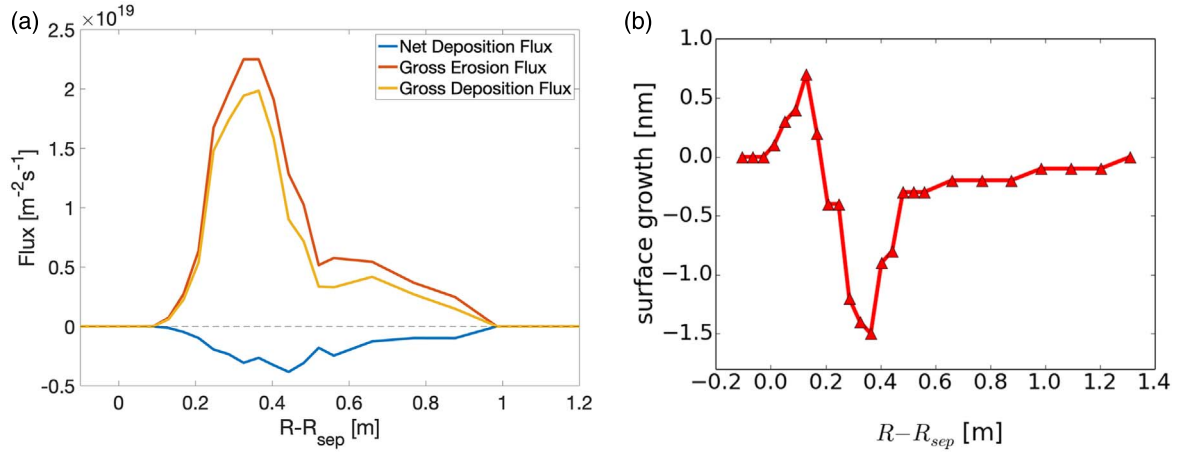 (a)
×10^19
2.5
2
1.5
1
0.5
0
-0.5
Flux [m^-2s^-1]
Net Deposition Flux
Gross Erosion Flux
Gross Deposition Flux
0 0.2 0.4 0.6 0.8 1 1.2
R-R_sep [m]
(b)
1.0
0.5
0.0
−0.5
−1.0
−1.5
surface growth [nm]
−0.2 0.0 0.2 0.4 0.6 0.8 1.0 1.2 1.4
R−R_sep [m]